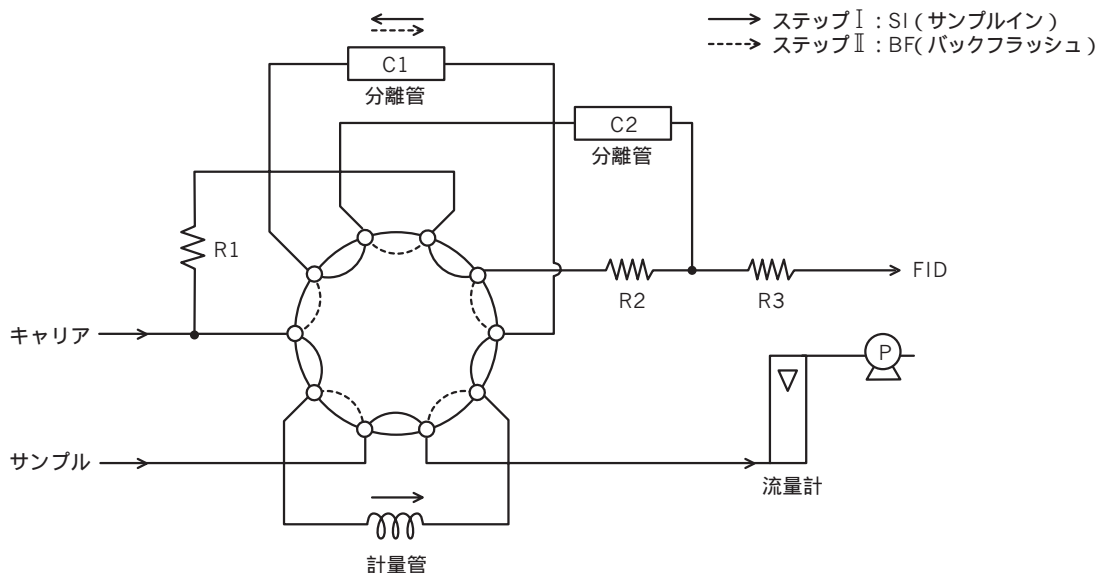 ステップⅠ：SI(サンプルイン)
ステップⅡ：BF(バックフラッシュ)
C1
分離管
C2
分離管
R1
R2
R3
FID
キャリア
P
サンプル
流量計
計量管